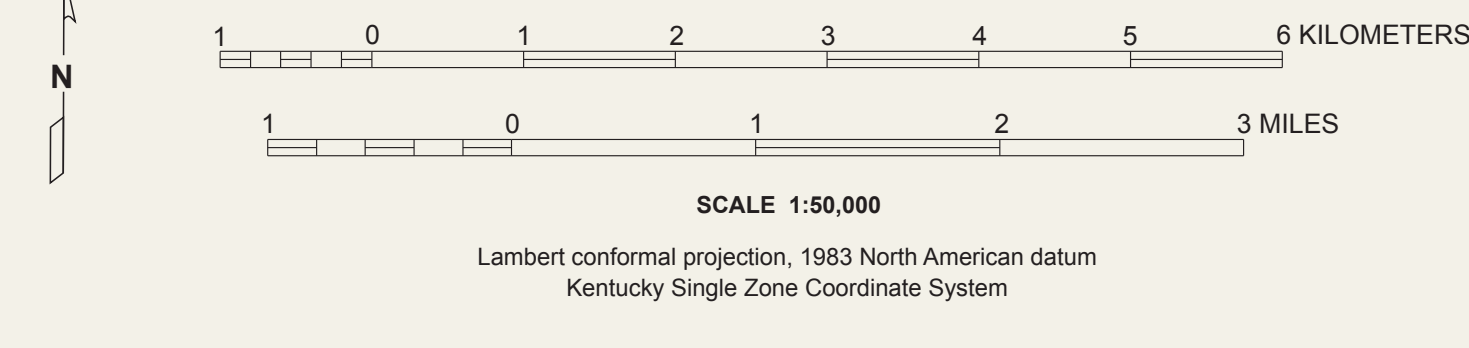 1 0 1 2 3 4 5 6 KILOMETERS
N
1 0 1 2 3 MILES
SCALE 1:50,000
Lambert conformal projection, 1983 North American datum
Kentucky Single Zone Coordinate System